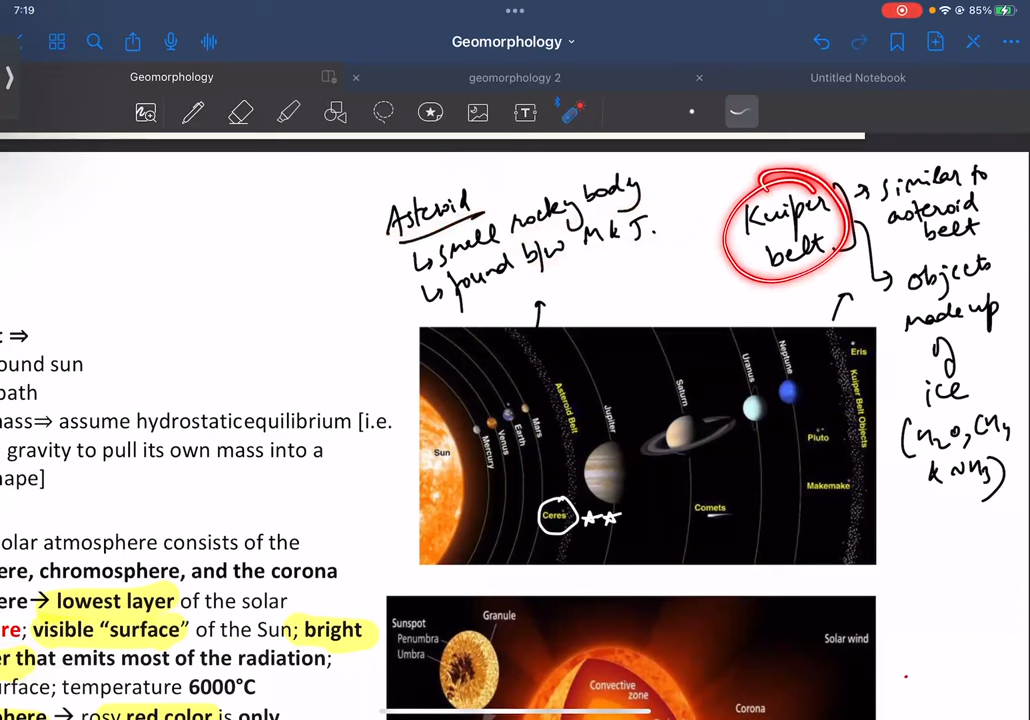 7:19
85%
Geomorphology
Geomorphology
geomorphology 2
Untitled Notebook
Asteroid
↳ small rocky body
↳ found b/w M & J.
Kuiper
belt
→ similar to
asteroid
belt
→ objects
made up
of
ice
(H2O, CH4
& NH3)
⇒
ound sun
path
mass⇒ assume hydrostaticequilibrium [i.e.
gravity to pull its own mass into a
hape]
Sun
Mercury
Venus
Earth
Mars
Asteroid Belt
Ceres
Jupiter
Saturn
Comets
Uranus
Neptune
Pluto
Makemake
Eris
Kuiper Belt Objects
olar atmosphere consists of the
ere, chromosphere, and the corona
ere→ lowest layer of the solar
re; visible “surface” of the Sun; bright
er that emits most of the radiation;
urface; temperature 6000°C
phere → rosy red color is only
Sunspot
Penumbra
Umbra
Granule
Convective
zone
Solar wind
Corona